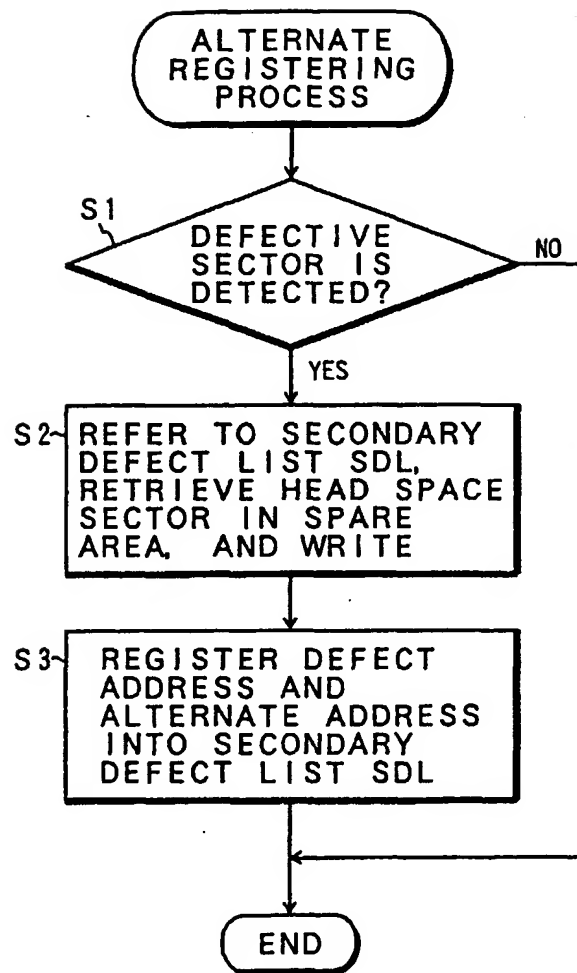 ALTERNATE
REGISTERING
PROCESS
S1
DEFECTIVE
SECTOR IS
DETECTED?
NO
YES
S2
REFER TO SECONDARY
DEFECT LIST SDL,
RETRIEVE HEAD SPACE
SECTOR IN SPARE
AREA, AND WRITE
S3
REGISTER DEFECT
ADDRESS AND
ALTERNATE ADDRESS
INTO SECONDARY
DEFECT LIST SDL
END